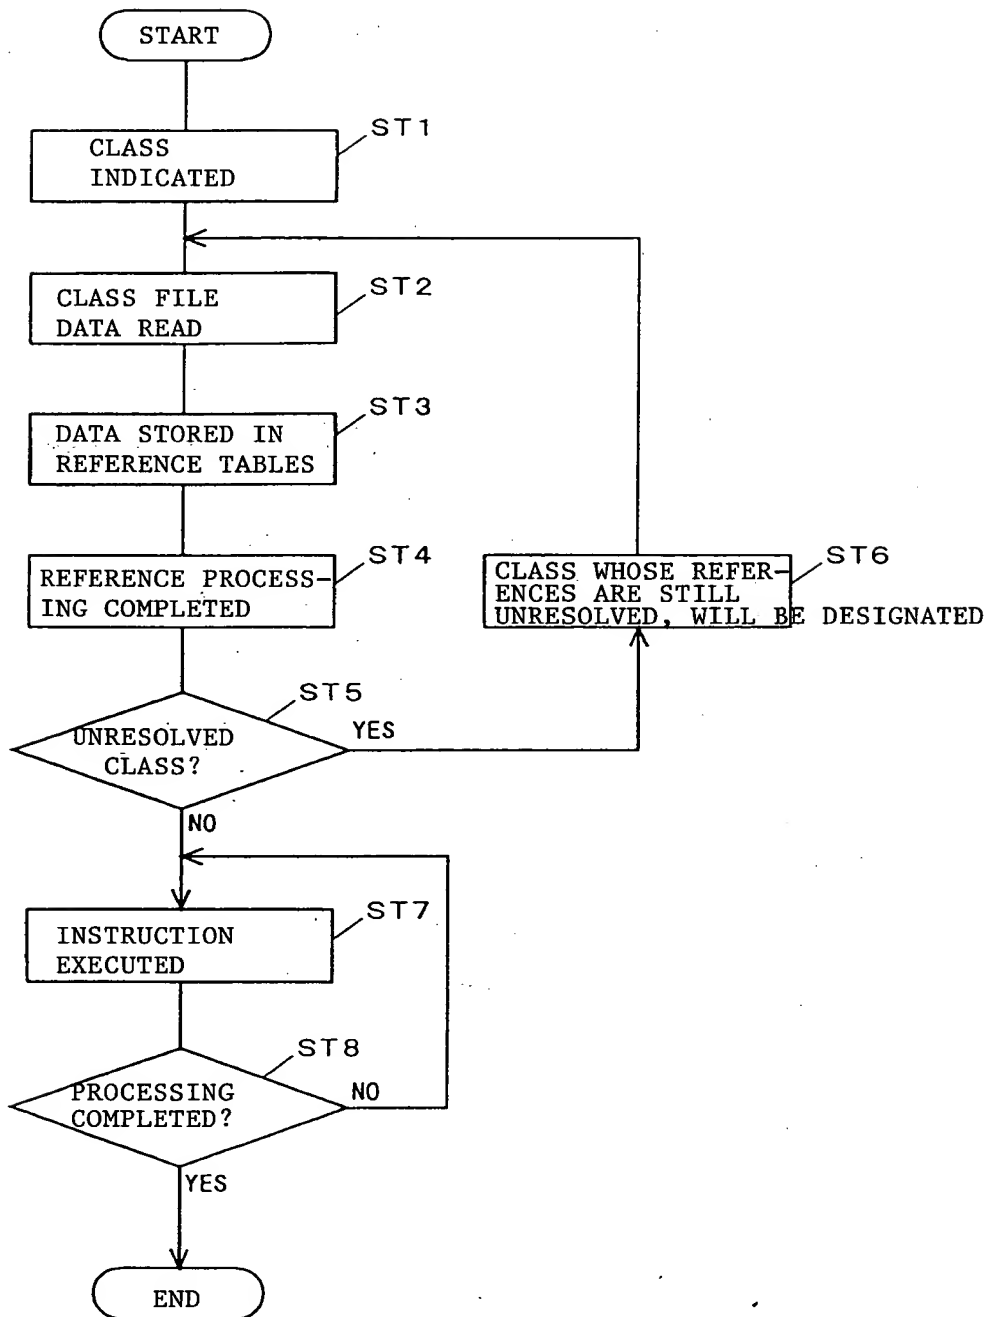 START
ST1
CLASS
INDICATED
ST2
CLASS FILE
DATA READ
ST3
DATA STORED IN
REFERENCE TABLES
ST4
REFERENCE PROCESS-
ING COMPLETED
ST6
CLASS WHOSE REFER-
ENCES ARE STILL
UNRESOLVED, WILL BE DESIGNATED
ST5
UNRESOLVED
CLASS?
YES
NO
ST7
INSTRUCTION
EXECUTED
ST8
PROCESSING
COMPLETED?
NO
YES
END